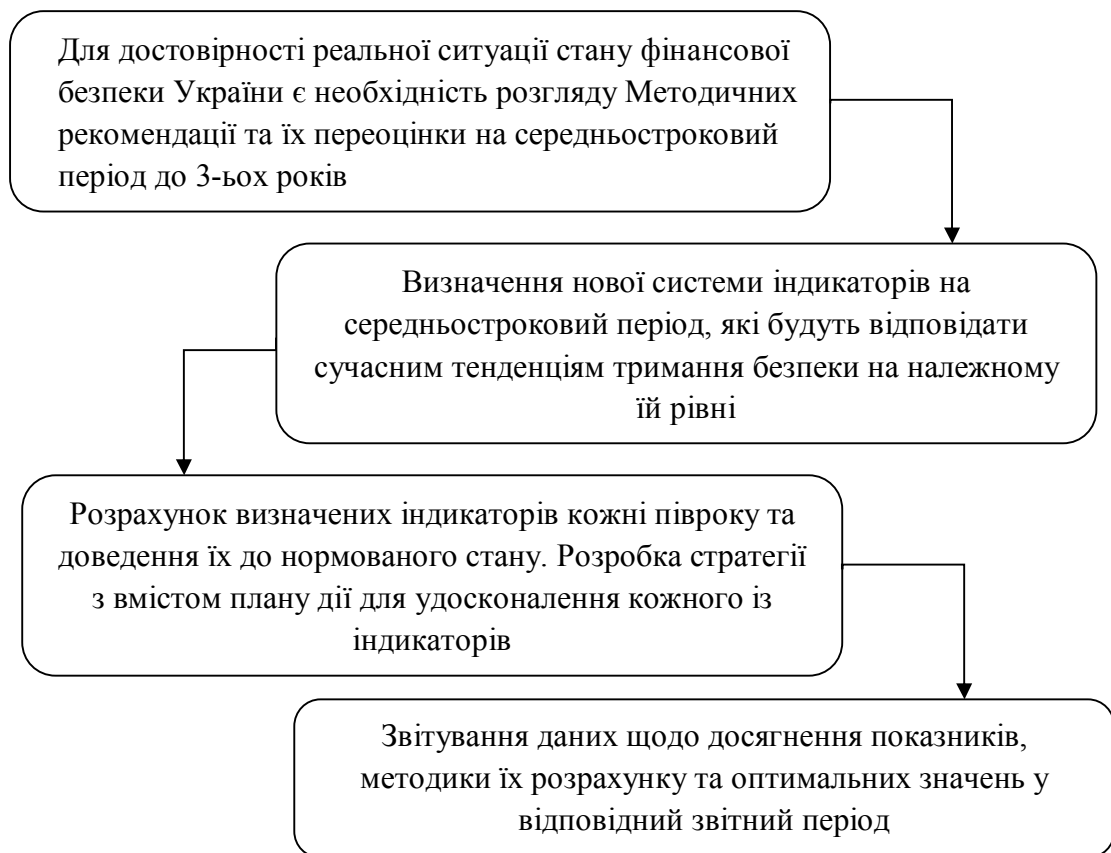 Для достовірності реальної ситуації стану фінансової
безпеки України є необхідність розгляду Методичних
рекомендації та їх переоцінки на середньостроковий
період до 3-ьох років
Визначення нової системи індикаторів на
середньостроковий період, які будуть відповідати
сучасним тенденціям тримання безпеки на належному
їй рівні
Розрахунок визначених індикаторів кожні півроку та
доведення їх до нормованого стану. Розробка стратегії
з вмістом плану дії для удосконалення кожного із
індикаторів
Звітування даних щодо досягнення показників,
методики їх розрахунку та оптимальних значень у
відповідний звітний період